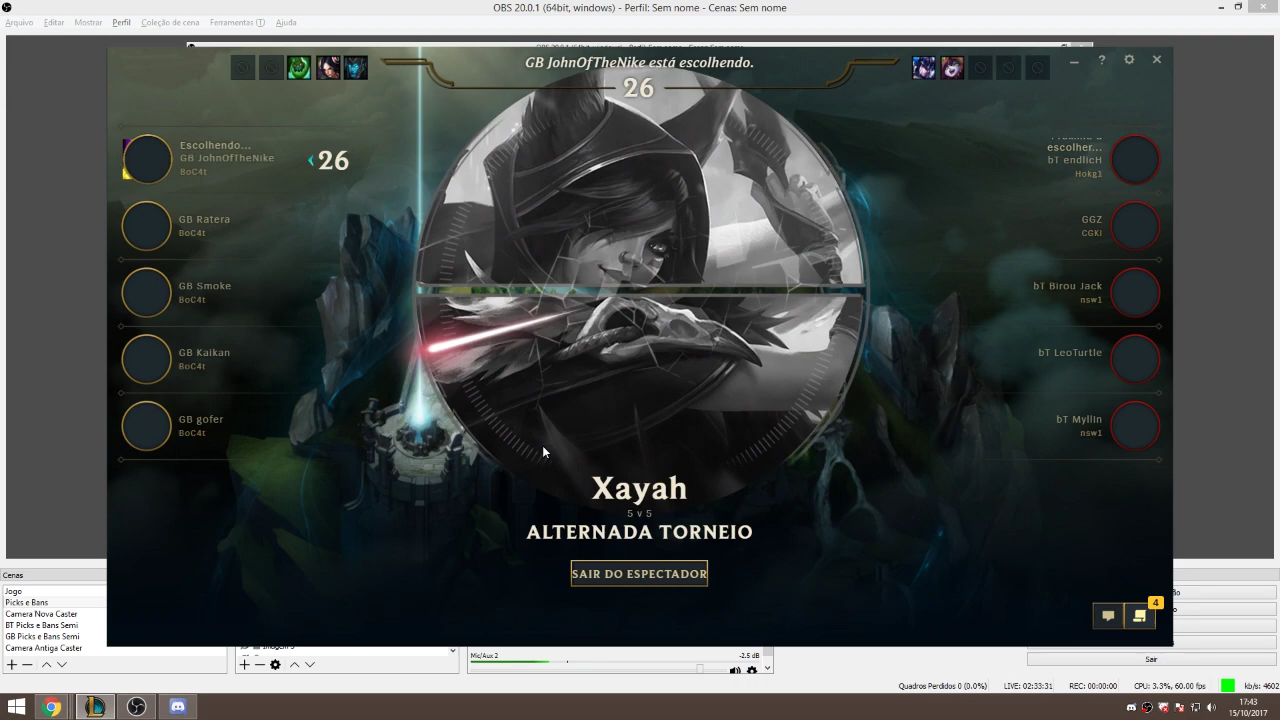 OBS 20.0.1 (64bit, windows) - Perfil: Sem nome - Cenas: Sem nome
Arquivo Editar Mostrar Perfil Coleção de cena Ferramentas (T) Ajuda
GB JohnOfTheNike está escolhendo.
26
Escolhendo...
GB JohnOfTheNike
BoC4t
26
GB Ratera
BoC4t
GB Smoke
BoC4t
GB Kaikan
BoC4t
GB gofer
BoC4t
escolher...
bT endlicH
Hokg1
GGZ
CGKI
bT Birou Jack
nsw1
bT LeoTurtle
bT Myllin
nsw1
Xayah
5 v 5
ALTERNADA TORNEIO
SAIR DO ESPECTADOR
4
Cenas
Jogo
Picks e Bans
Camera Nova Caster
BT Picks e Bans Semi
GB Picks e Bans Semi
Camera Antiga Caster
Mic/Aux 2
-2.5 dB
Sair
Quadros Perdidos 0 (0.0%) LIVE: 02:33:31 REC: 00:00:00 CPU: 3.3%, 60.00 fps kb/s: 4602
17:43
15/10/2017